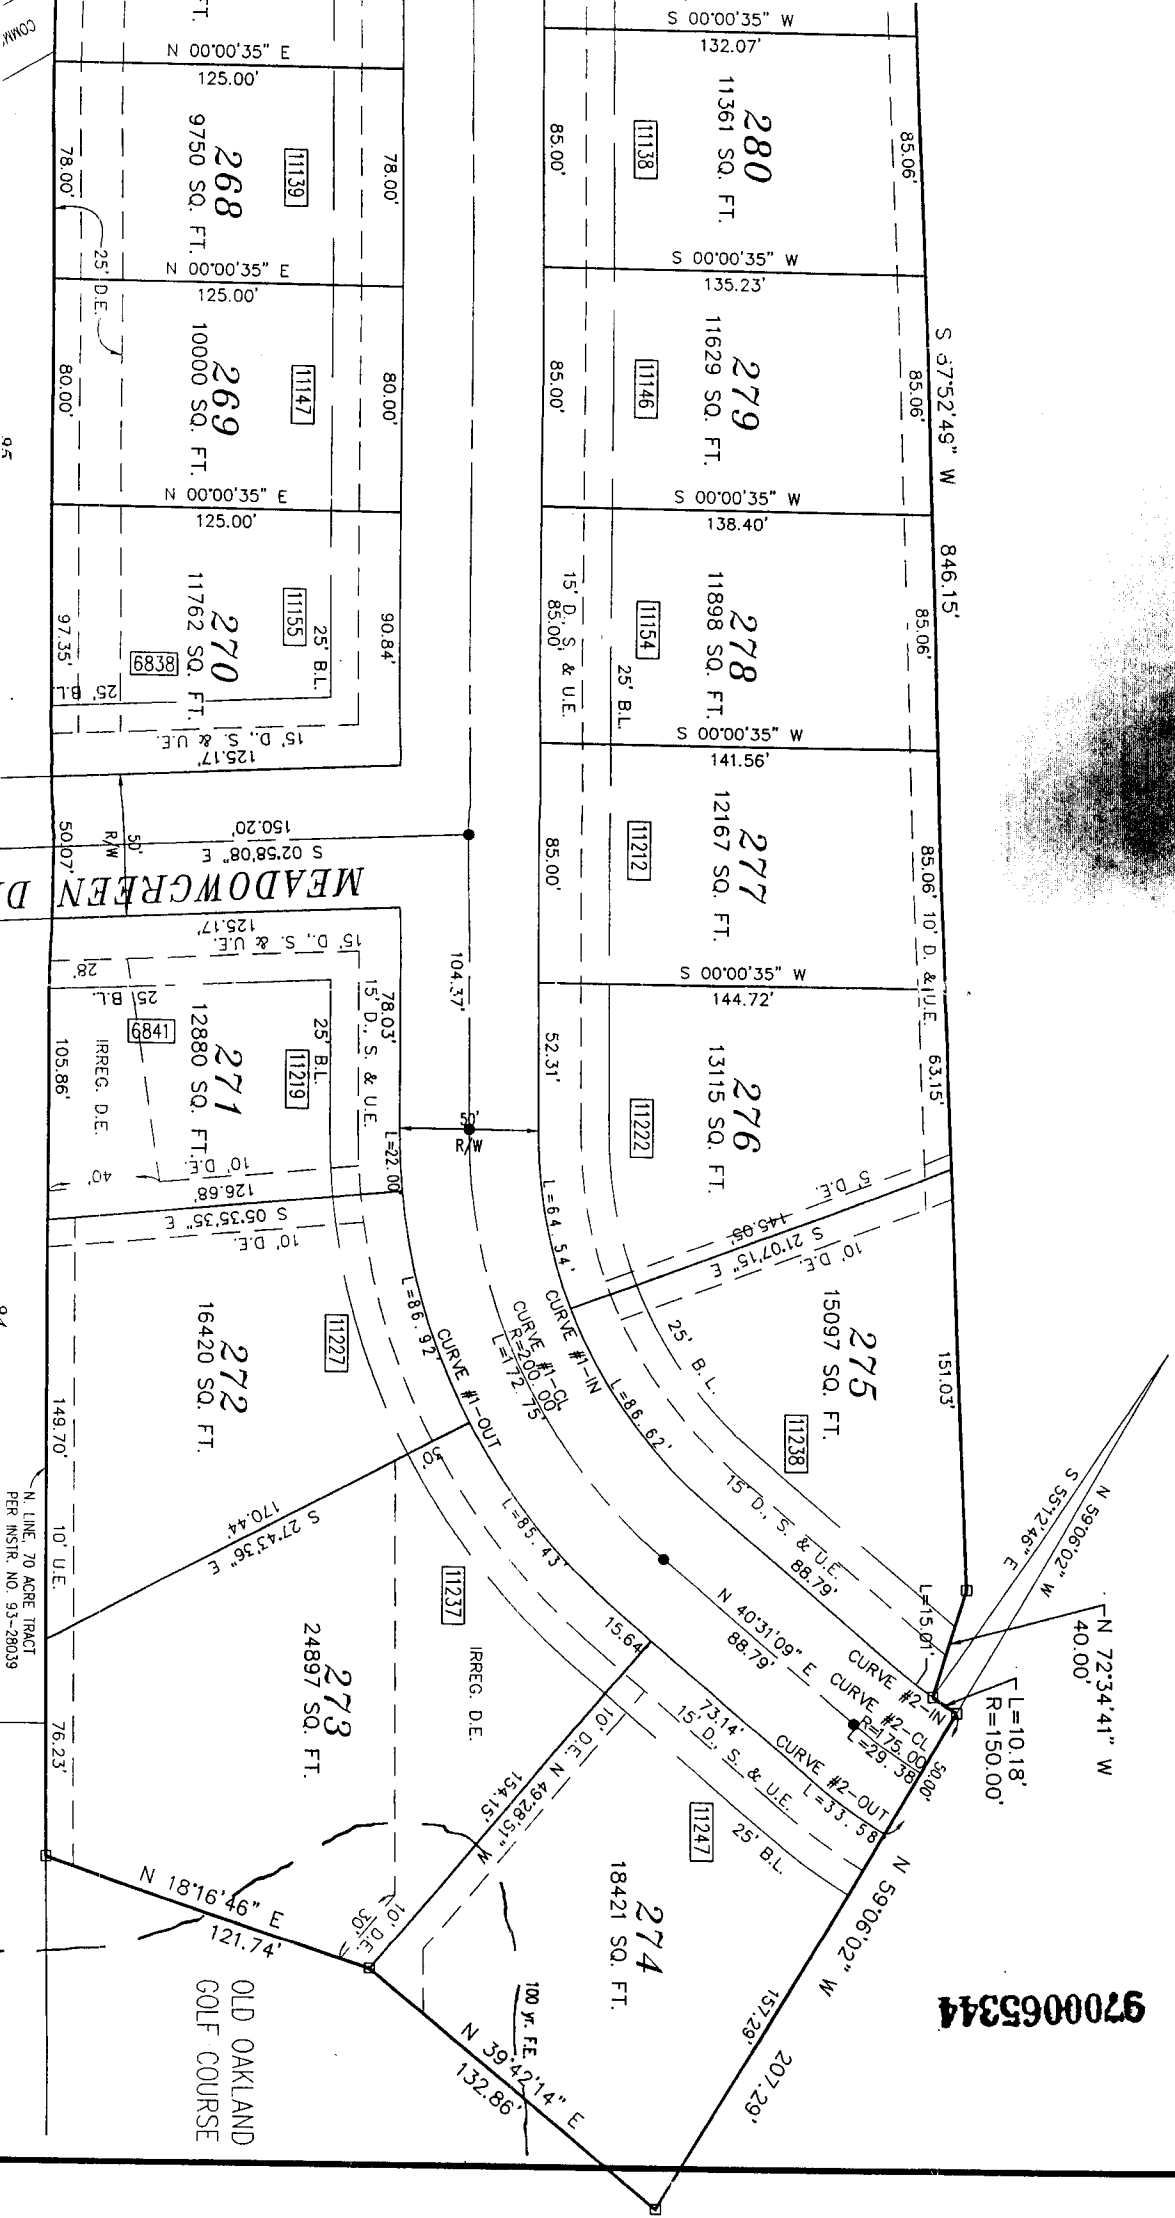 S 00°00'35" W
132.07'
280
11361 SQ. FT.
11138
85.06'
85.00'
S 00°00'35" W
135.23'
279
11629 SQ. FT.
11146
85.06'
85.00'
S 00°00'35" W
138.40'
278
11898 SQ. FT.
11154
85.06'
85.00'
15' D., S. & U.E.
25' B.L.
S 00°00'35" W
141.56'
277
12167 SQ. FT.
11212
85.06'
10' D. & U.E.
85.00'
S 00°00'35" W
144.72'
276
13115 SQ. FT.
11222
63.15'
52.31'
L=64.54'
5' D.E.
145.05'
S 21°07'15" E
10' D.E.
275
15097 SQ. FT.
11238
151.03'
25' B.L.
L=86.62'
15' D., S. & U.E.
88.79'
L=15.01'
52'49" W
846.15'
FT.
N 00°00'35" E
125.00'
268
9750 SQ. FT.
11139
78.00'
78.00'
25' D.E.
N 00°00'35" E
125.00'
269
10000 SQ. FT.
11147
80.00'
80.00'
N 00°00'35" E
125.00'
270
11762 SQ. FT.
11155
6838
90.84'
97.35'
25' B.L.
25' B.L.
15' D., S. & U.E.
125.17'
150.20'
S 02°58'08" E
50.07'
50'
R/W
MEADOWGREEN
125.17'
15' D., S. & U.E.
28'
25' B.L.
6841
271
12880 SQ. FT.
11219
25' B.L.
15' D., S. & U.E.
78.03'
L=22.00
IRREG. D.E.
105.86'
40'
10' D.E.
126.68'
S 05°35'35" E
10' D.E.
104.37'
50'
R/W
CURVE #1-IN
CURVE #1-CL
R=200.00'
L=172.75'
CURVE #1-OUT
L=86.92'
272
16420 SQ. FT.
11227
149.70'
10' U.E.
N. LINE, 70 ACRE TRACT
PER INSTR. NO. 93-28039
170.44'
S 27°43'36" E
50'
L=85.43'
15.64'
11237
IRREG. D.E.
273
24897 SQ. FT.
76.23'
N 18°16'46" E
121.74'
10' D.E.
30'
154.15'
10' D.E. N 49°28'51" W
N 40°31'09" E
88.79'
73.14'
15' D., S. & U.E.
25' B.L.
CURVE #2-IN
CURVE #2-CL
R=175.00
L=29.38
CURVE #2-OUT
L=33.58'
11247
274
18421 SQ. FT.
N 59°06'02" W
50.00'
157.29'
207.29'
N 39°42'14" E
132.86'
100 yr. F.E.
OLD OAKLAND
GOLF COURSE
N 59°06'02" W
S 55°12'46" E
N 72°34'41" W
40.00'
L=10.18'
R=150.00'
9700065344
95